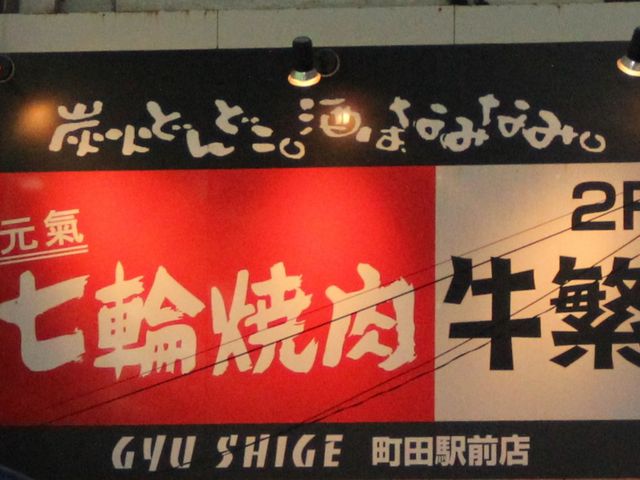 炭火どんどこ。酒は、なみなみ。
元氣
七輪焼肉
2F
牛繁
GYU SHIGE 町田駅前店